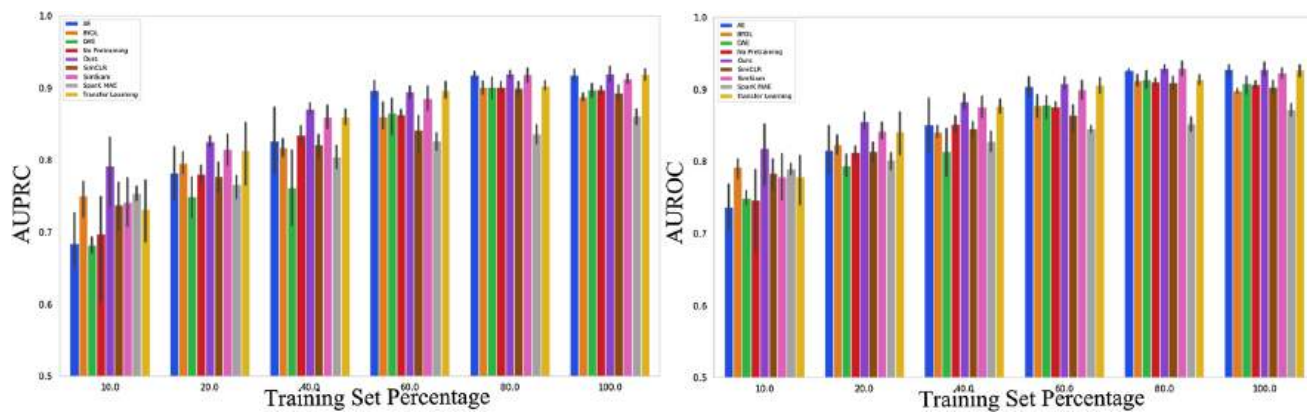 1.0
0.9
0.8
0.7
0.6
0.5
AUPRC
AE
BYOL
DAE
No Pretraining
Ours
SimCLR
SimSiam
SparK MAE
Transfer Learning
10.0 20.0 40.0 60.0 80.0 100.0
Training Set Percentage
1.0
0.9
0.8
0.7
0.6
0.5
AUROC
AE
BYOL
DAE
No Pretraining
Ours
SimCLR
SimSiam
SparK MAE
Transfer Learning
10.0 20.0 40.0 60.0 80.0 100.0
Training Set Percentage